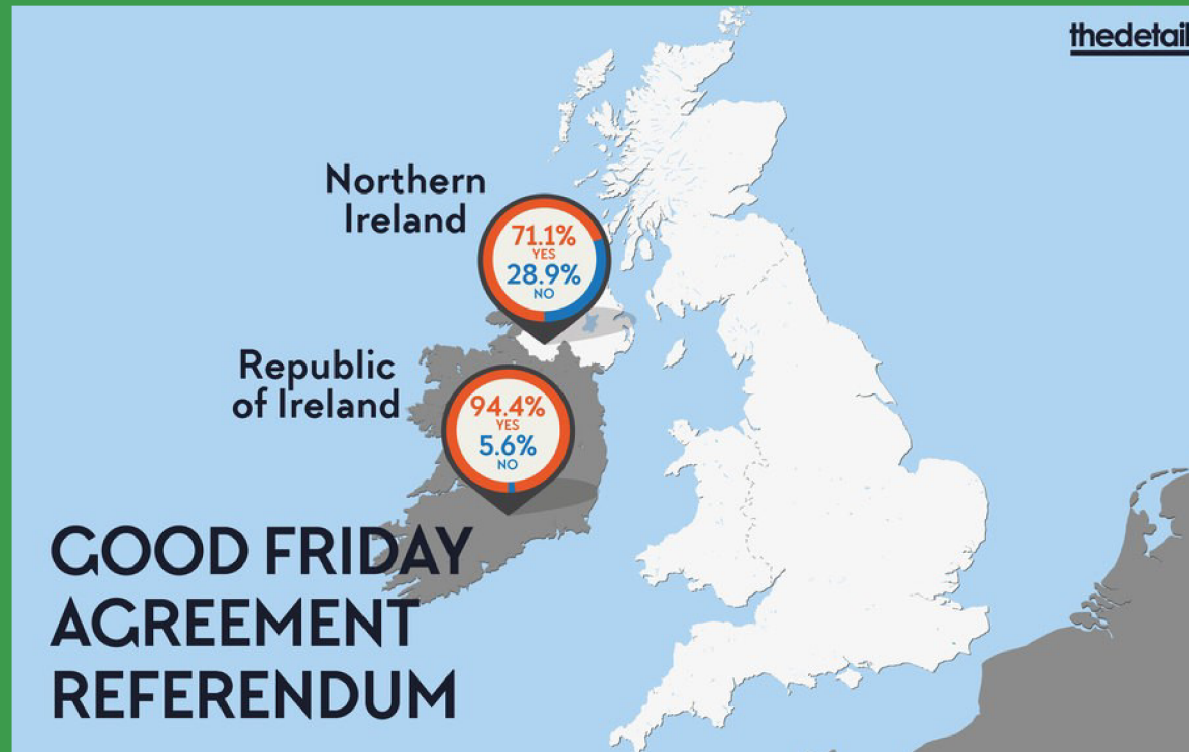 thedetail
Northern
Ireland
71.1%
YES
28.9%
NO
Republic
of Ireland
94.4%
YES
5.6%
NO
GOOD FRIDAY
AGREEMENT
REFERENDUM